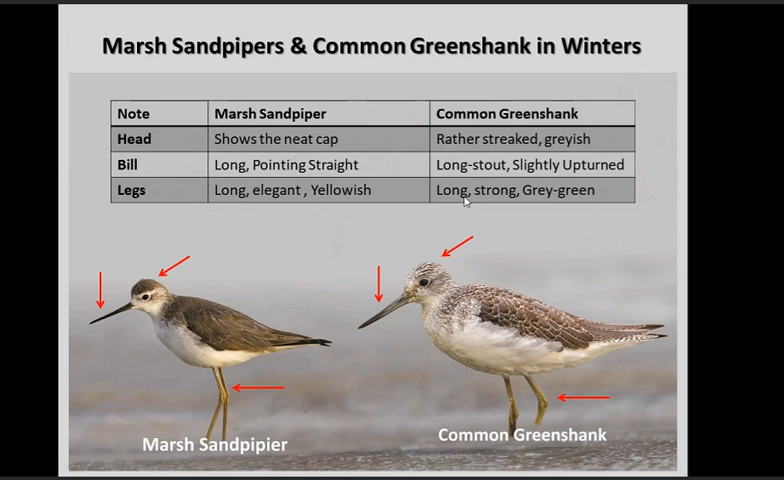 Marsh Sandpipers & Common Greenshank in Winters
Note Marsh Sandpiper Common Greenshank
Head Shows the neat cap Rather streaked, greyish
Bill Long, Pointing Straight Long-stout, Slightly Upturned
Legs Long, elegant , Yellowish Long, strong, Grey-green
Marsh Sandpipier Common Greenshank